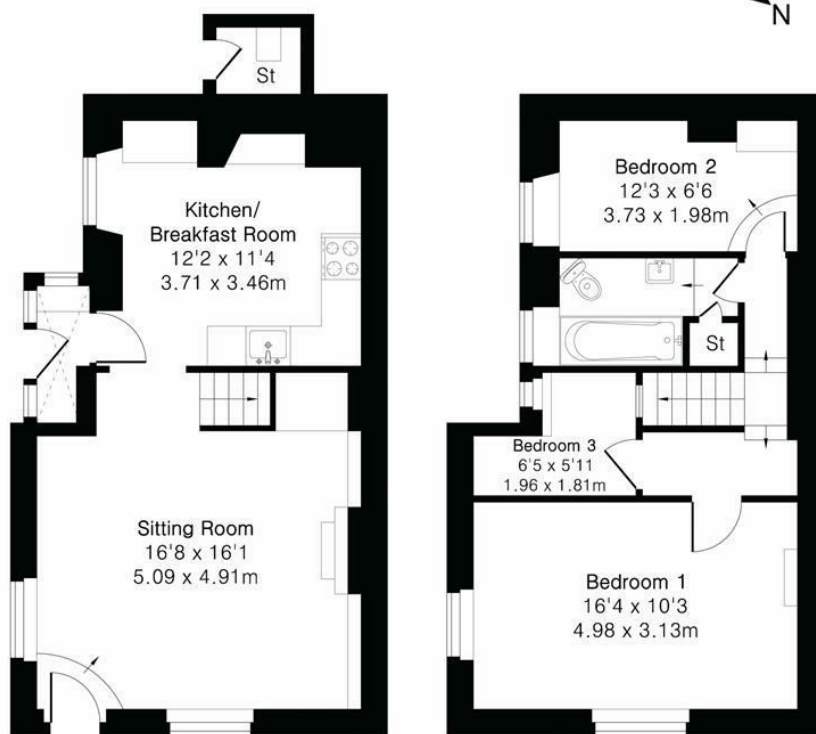 N
St
Kitchen/
Breakfast Room
12'2 x 11'4
3.71 x 3.46m
Sitting Room
16'8 x 16'1
5.09 x 4.91m
Bedroom 2
12'3 x 6'6
3.73 x 1.98m
St
Bedroom 3
6'5 x 5'11
1.96 x 1.81m
Bedroom 1
16'4 x 10'3
4.98 x 3.13m